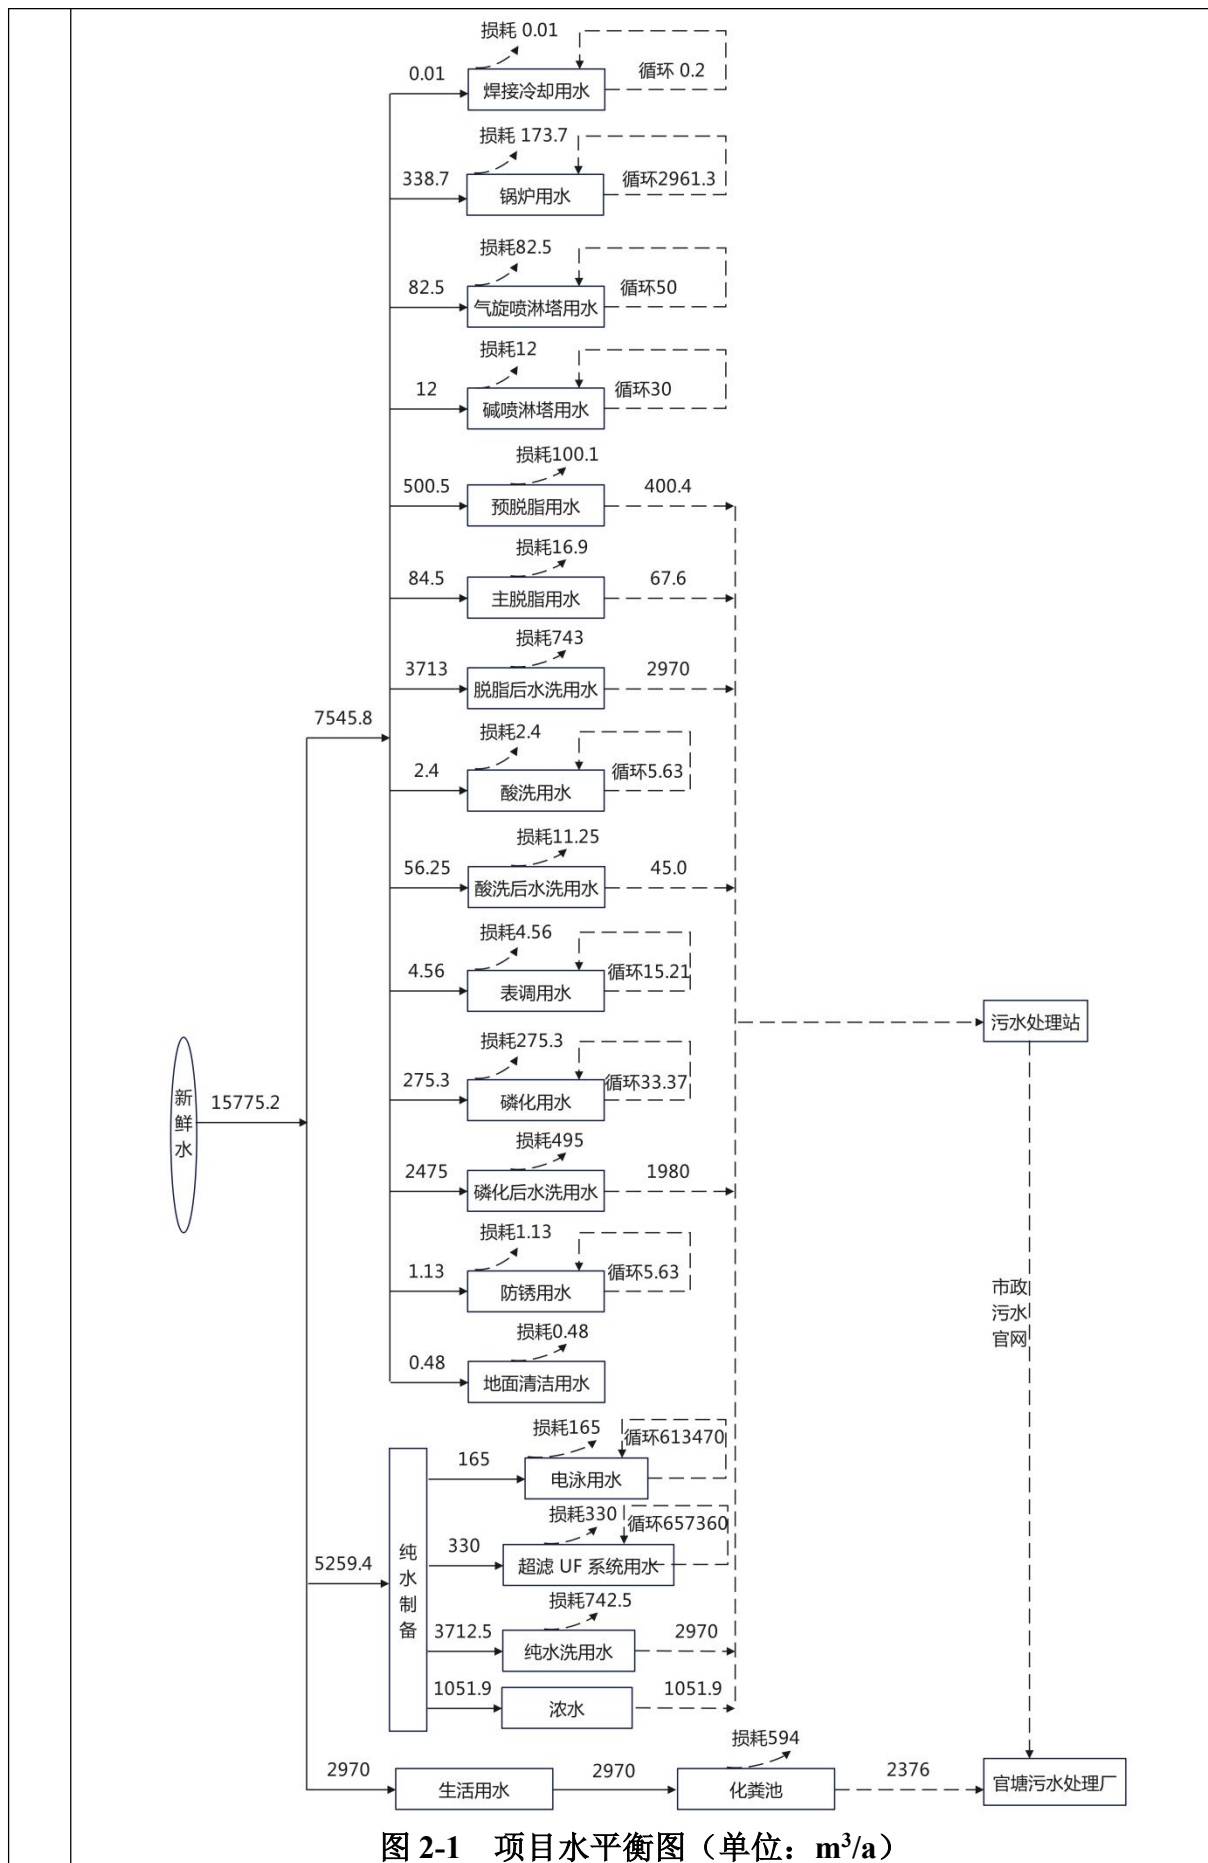 损耗 0.01
0.01
焊接冷却用水
循环 0.2
损耗 173.7
338.7
锅炉用水
循环2961.3
损耗82.5
82.5
气旋喷淋塔用水
循环50
损耗12
12
碱喷淋塔用水
循环30
损耗100.1
500.5
预脱脂用水
400.4
损耗16.9
84.5
主脱脂用水
67.6
损耗743
3713
脱脂后水洗用水
2970
7545.8
损耗2.4
2.4
酸洗用水
循环5.63
损耗11.25
56.25
酸洗后水洗用水
45.0
损耗4.56
4.56
表调用水
循环15.21
污水处理站
损耗275.3
275.3
磷化用水
循环33.37
新鲜水
15775.2
损耗495
2475
磷化后水洗用水
1980
损耗1.13
1.13
防锈用水
循环5.63
市政
污水
官网
损耗0.48
0.48
地面清洁用水
损耗165
165
电泳用水
循环613470
损耗330
330
超滤 UF 系统用水
循环657360
5259.4
纯水制备
损耗742.5
3712.5
纯水洗用水
2970
1051.9
浓水
1051.9
损耗594
2970
生活用水
2970
化粪池
2376
官塘污水处理厂
图 2-1 项目水平衡图（单位：m³/a）